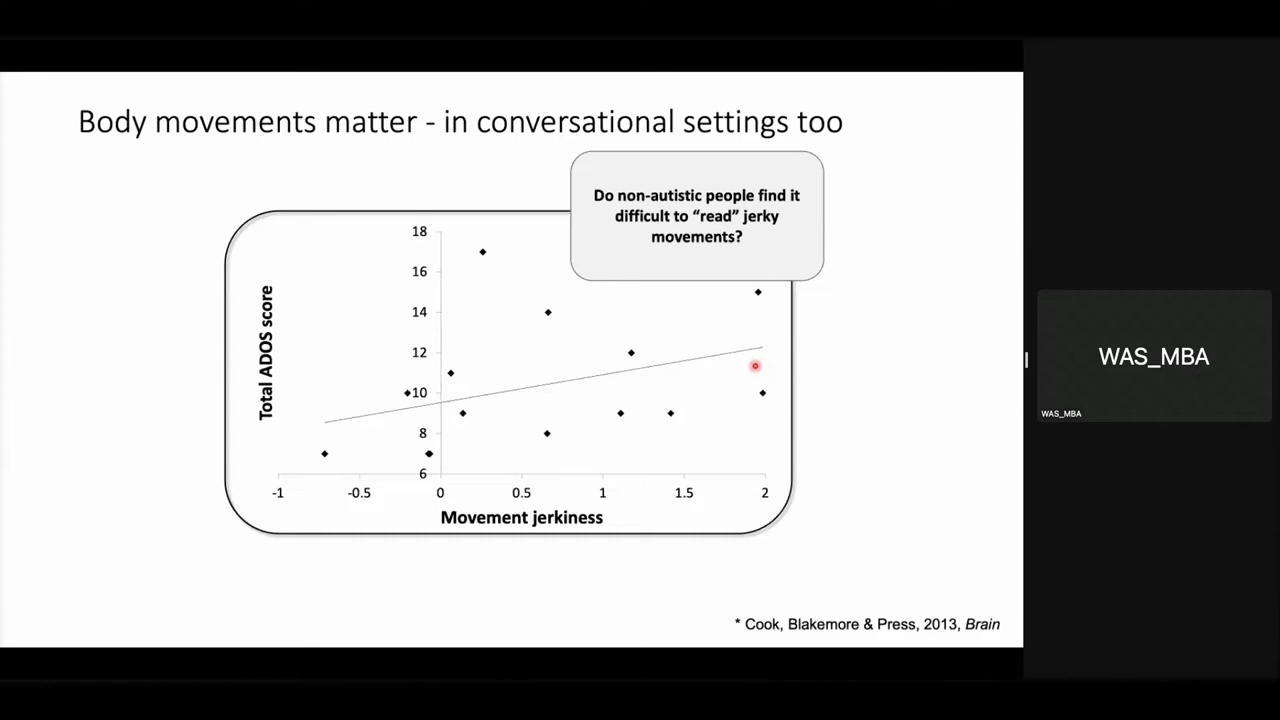 Body movements matter - in conversational settings too
Do non-autistic people find it
difficult to “read” jerky
movements?
Total ADOS score
18
16
14
12
10
8
6
-1
-0.5
0
0.5
1
1.5
2
Movement jerkiness
* Cook, Blakemore & Press, 2013, Brain
WAS_MBA
WAS_MBA